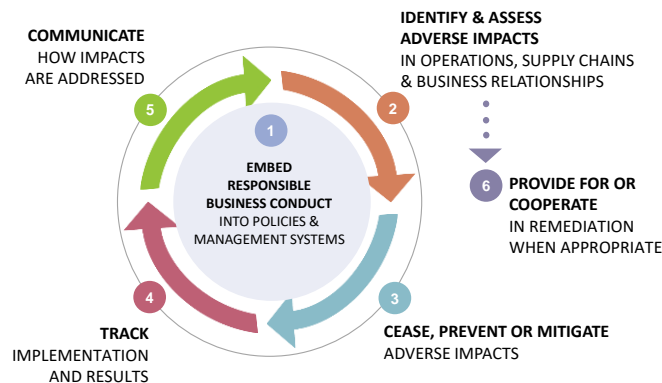 COMMUNICATE
HOW IMPACTS
ARE ADDRESSED
5
IDENTIFY & ASSESS
ADVERSE IMPACTS
IN OPERATIONS, SUPPLY CHAINS
& BUSINESS RELATIONSHIPS
2
1
EMBED
RESPONSIBLE
BUSINESS CONDUCT
INTO POLICIES &
MANAGEMENT SYSTEMS
6
PROVIDE FOR OR
COOPERATE
IN REMEDIATION
WHEN APPROPRIATE
4
TRACK
IMPLEMENTATION
AND RESULTS
3
CEASE, PREVENT OR MITIGATE
ADVERSE IMPACTS